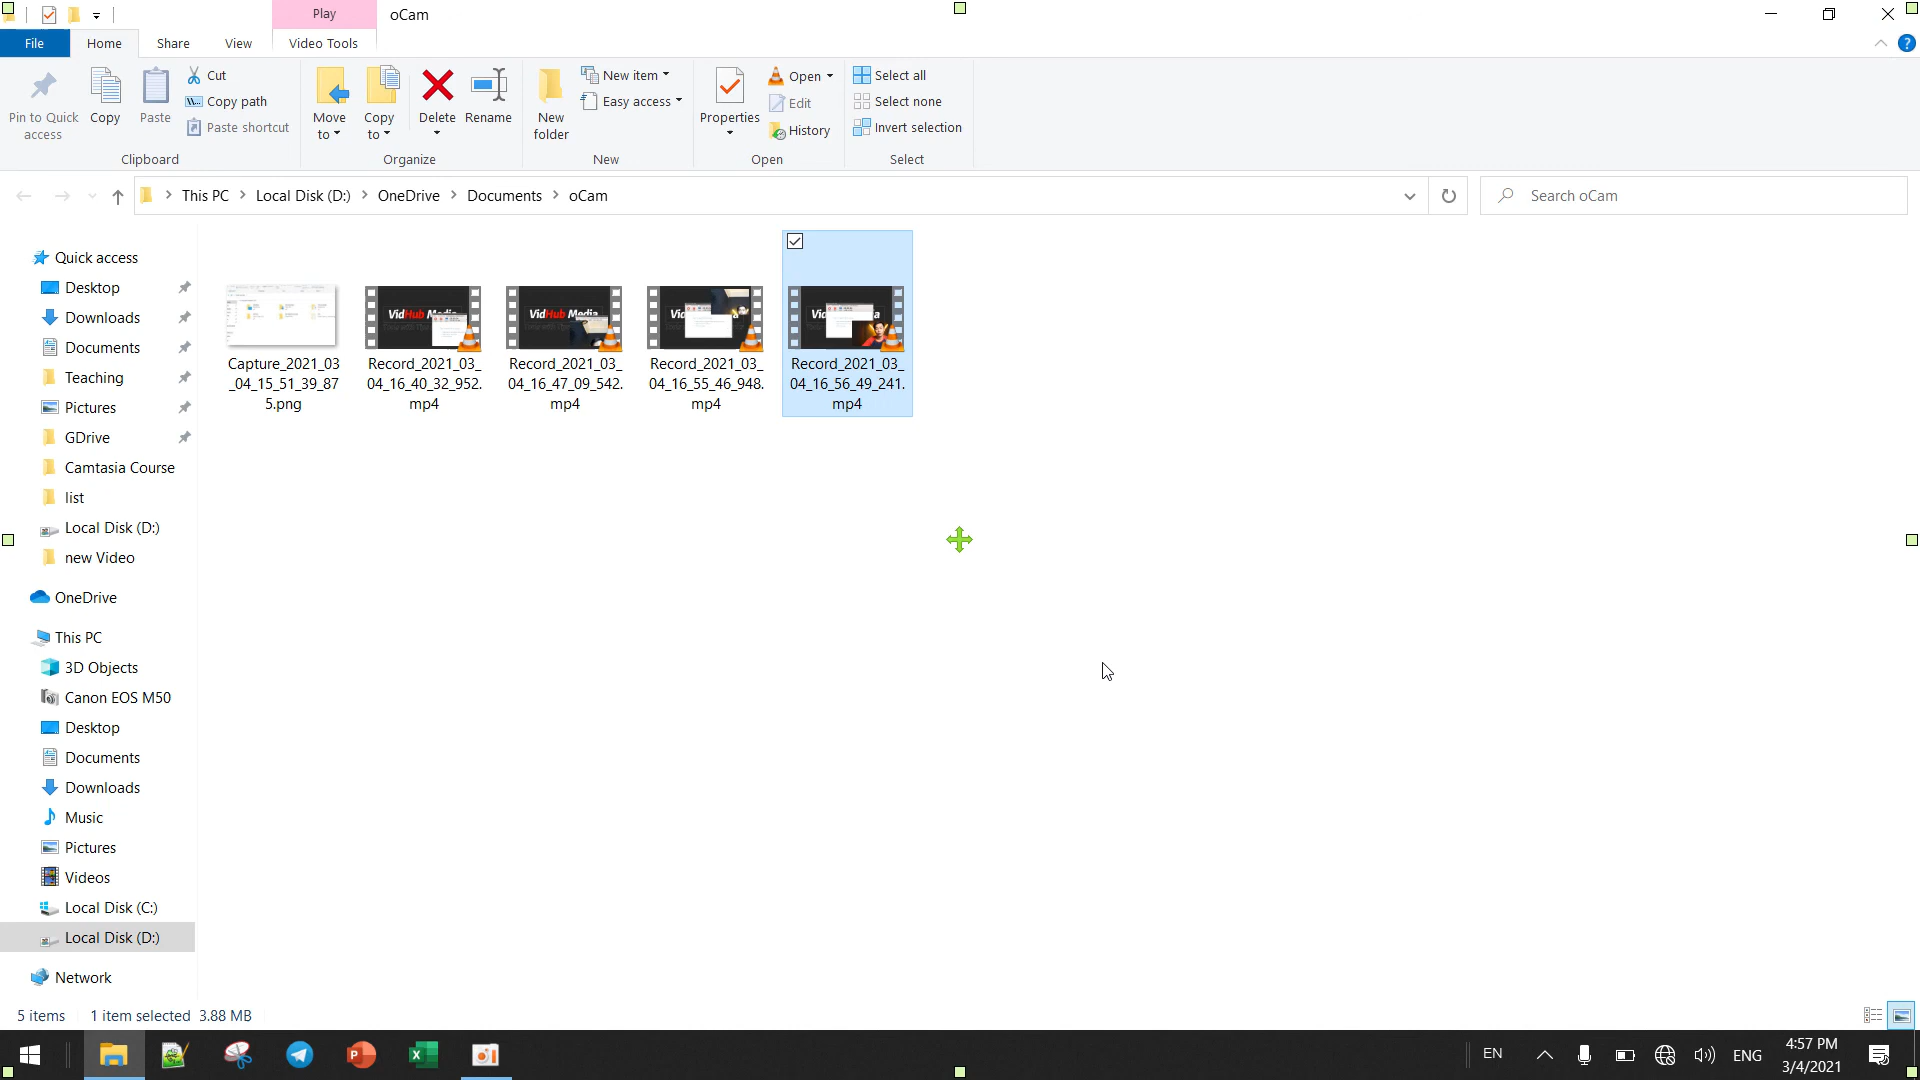 Play
oCam
File
Home
Share
View
Video Tools
Pin to Quick
access
Copy
Paste
Cut
Copy path
Paste shortcut
Clipboard
Move
to
Copy
to
Delete
Rename
Organize
New
folder
New item
Easy access
New
Properties
Open
Edit
History
Open
Select all
Select none
Invert selection
Select
This PC
Local Disk (D:)
OneDrive
Documents
oCam
Search oCam
Quick access
Desktop
Downloads
Documents
Teaching
Pictures
GDrive
Camtasia Course
list
Local Disk (D:)
new Video
OneDrive
This PC
3D Objects
Canon EOS M50
Desktop
Documents
Downloads
Music
Pictures
Videos
Local Disk (C:)
Local Disk (D:)
Network
Capture_2021_03
_04_15_51_39_87
5.png
VidHub Media
Record_2021_03_
04_16_40_32_952.
mp4
VidHub Media
Record_2021_03_
04_16_47_09_542.
mp4
Record_2021_03_
04_16_55_46_948.
mp4
Record_2021_03_
04_16_56_49_241.
mp4
5 items
1 item selected 3.88 MB
EN
ENG
4:57 PM
3/4/2021